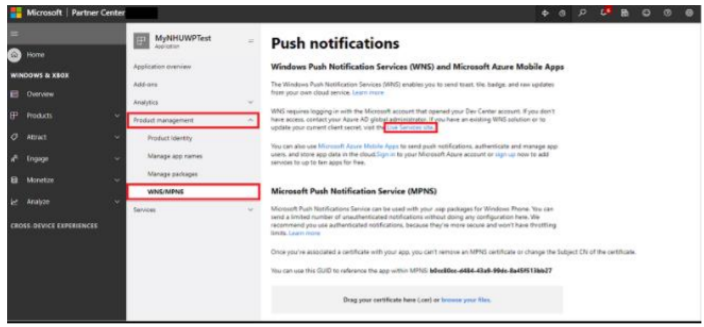 Microsoft | Partner Center
Home
WINDOWS & XBOX
Overview
Products
Attract
Engage
Monetize
Analyze
CROSS-DEVICE EXPERIENCES
MyNHUWPTest
Application
Application overview
Add-ons
Analytics
Product management
Product Identity
Manage app names
Manage packages
WNS/MPNS
Services
Push notifications
Windows Push Notification Services (WNS) and Microsoft Azure Mobile Apps
The Windows Push Notification Services (WNS) enables you to send toast, tile, badge, and raw updates
from your own cloud service. Learn more
WNS requires logging in with the Microsoft account that opened your Dev Center account. If you don't
have access, contact your Azure AD global administrator. If you have an existing WNS solution or to
update your current client secret, visit the Live Services site.
You can also use Microsoft Azure Mobile Apps to send push notifications, authenticate and manage app
users, and store app data in the cloud. Sign in to your Microsoft Azure account or sign up now to add
services to up to ten apps for free.
Microsoft Push Notification Service (MPNS)
Microsoft Push Notifications Service can be used with your .xap packages for Windows Phone. You can
send a limited number of unauthenticated notifications without doing any configuration here. We
recommend you use authenticated notifications, because they're more secure and won't have throttling
limits. Learn more
Once you've associated a certificate with your app, you can't remove an MPNS certificate or change the Subject CN of the certificate.
You can use this GUID to reference the app within MPNS:
Drag your certificate here (.cer) or browse your files.